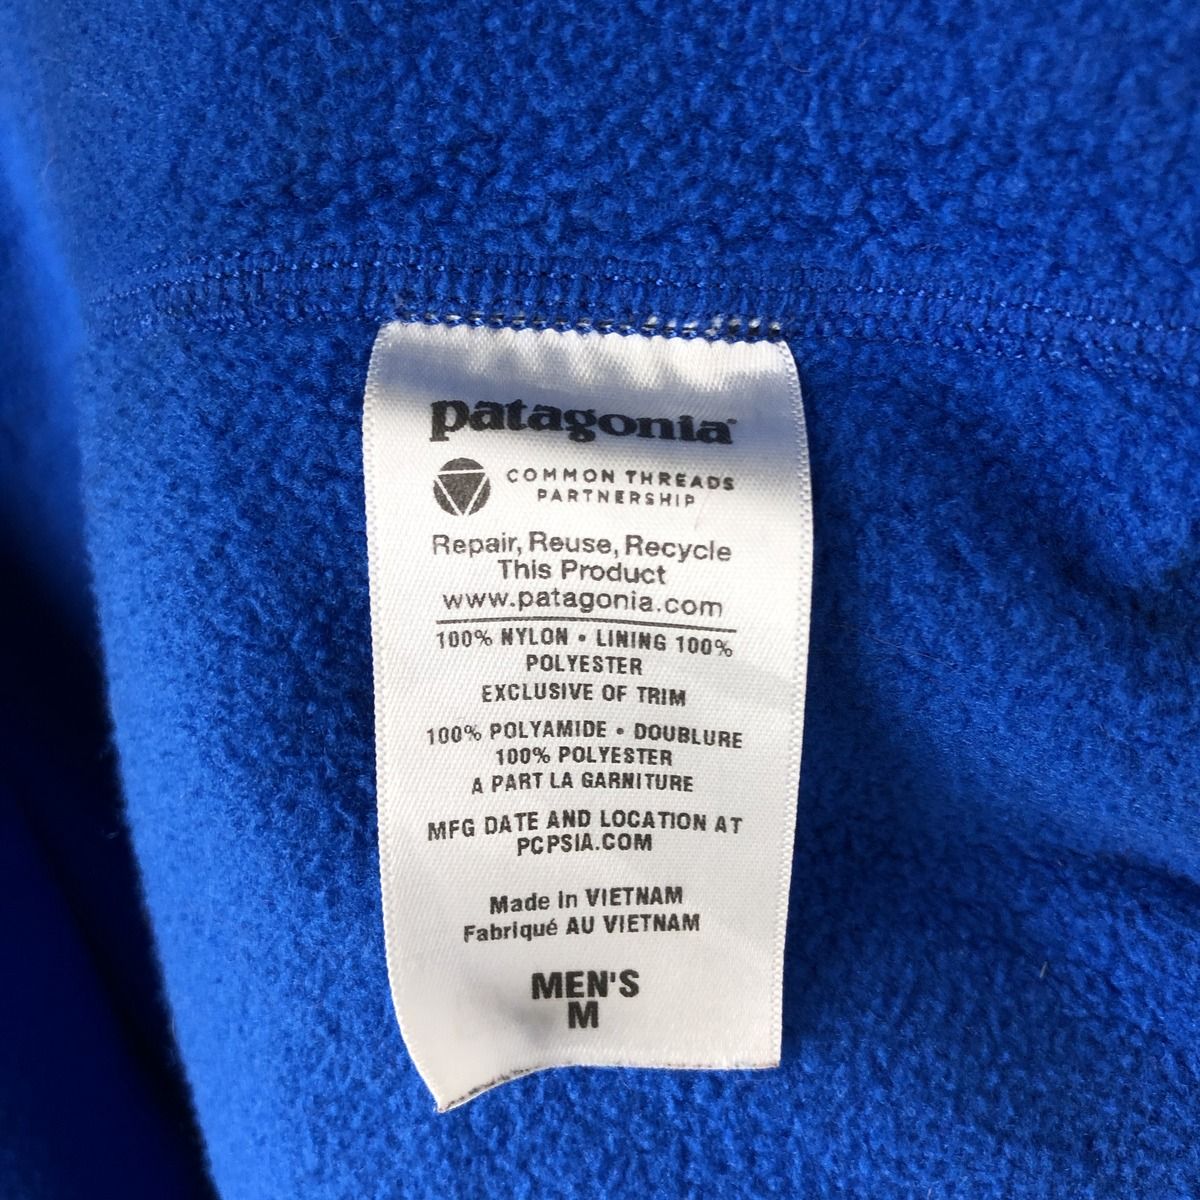 patagonia®
COMMON THREADS
PARTNERSHIP
Repair, Reuse, Recycle
This Product
www.patagonia.com
100% NYLON • LINING 100%
POLYESTER
EXCLUSIVE OF TRIM
100% POLYAMIDE • DOUBLURE
100% POLYESTER
A PART LA GARNITURE
MFG DATE AND LOCATION AT
PCPSIA.COM
Made in VIETNAM
Fabriqué AU VIETNAM
MEN'S
M